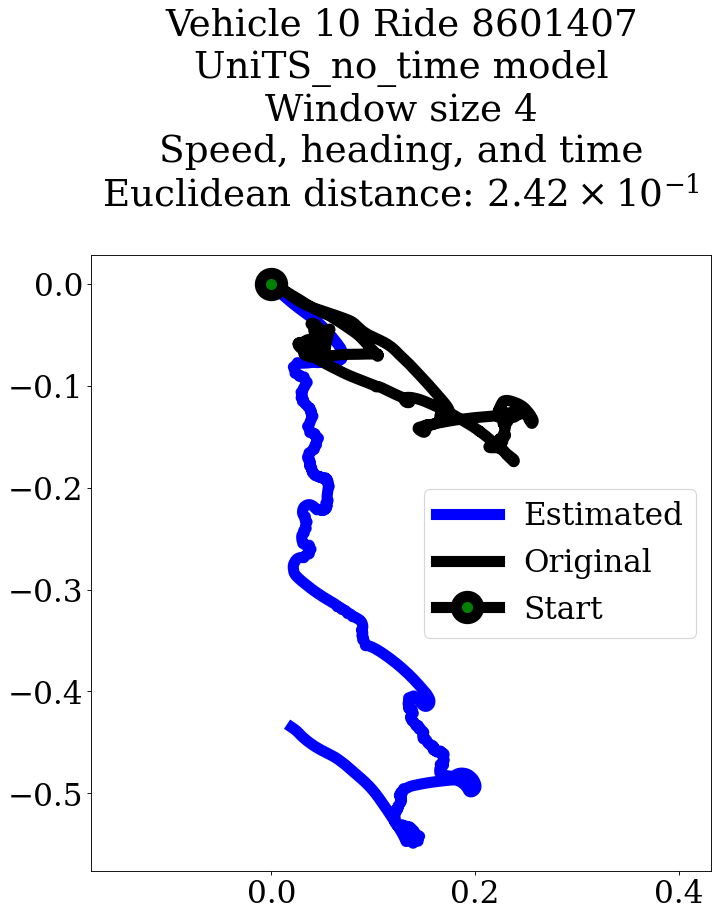 Vehicle 10 Ride 8601407
UniTS_no_time model
Window size 4
Speed, heading, and time
Euclidean distance: 2.42 × 10⁻¹
0.0
−0.1
−0.2
−0.3
−0.4
−0.5
Estimated
Original
Start
0.0 0.2 0.4